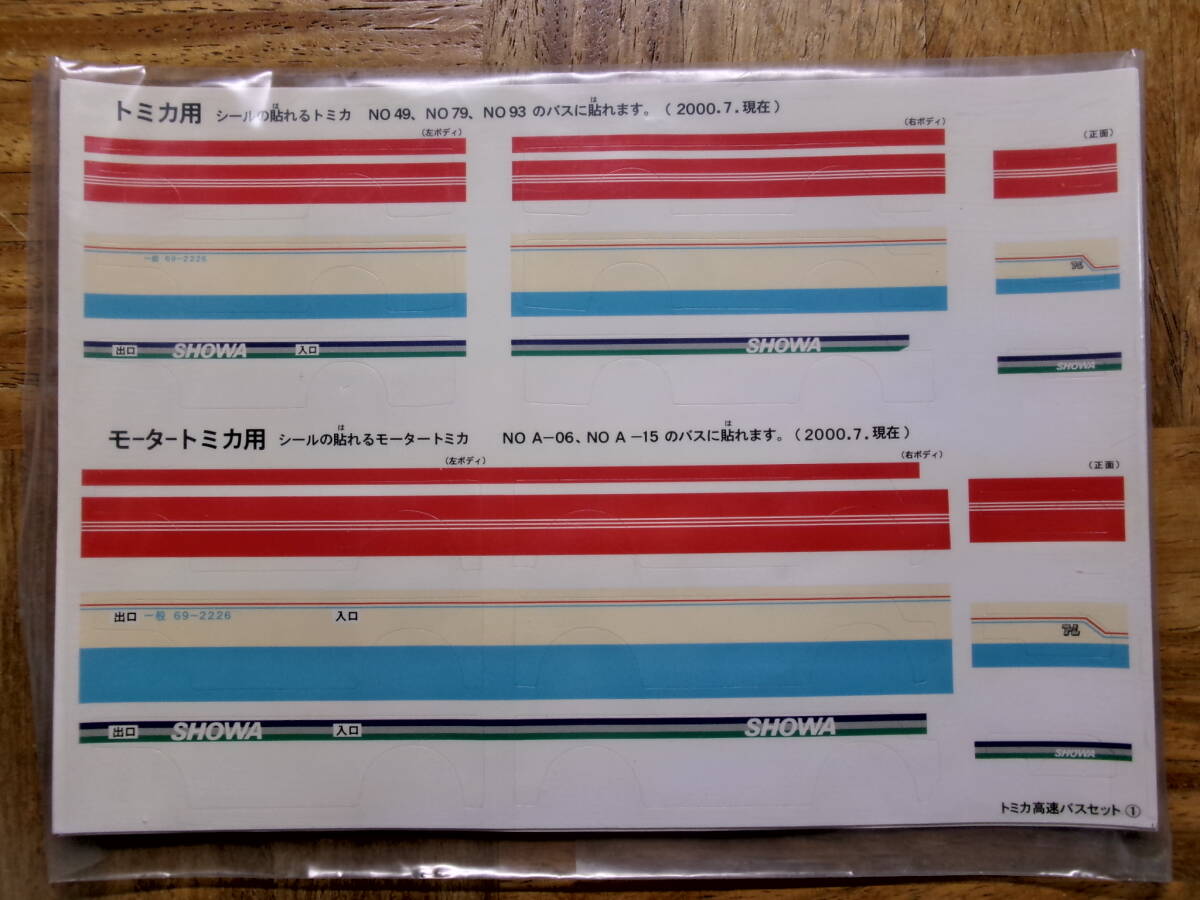 は は
トミカ用 シールの貼れるトミカ NO 49、NO 79、NO 93 のバスに貼れます。(2000.7.現在)
(左ボディ) (右ボディ) (正面)
一般 69-2226
出口 SHOWA 入口 SHOWA SHOWA
は は
モータートミカ用 シールの貼れるモータートミカ NO A-06、NO A-15 のバスに貼れます。(2000.7.現在)
(左ボディ) (右ボディ) (正面)
出口 一般 69-2226 入口
出口 SHOWA 入口 SHOWA SHOWA
トミカ高速バスセット ①